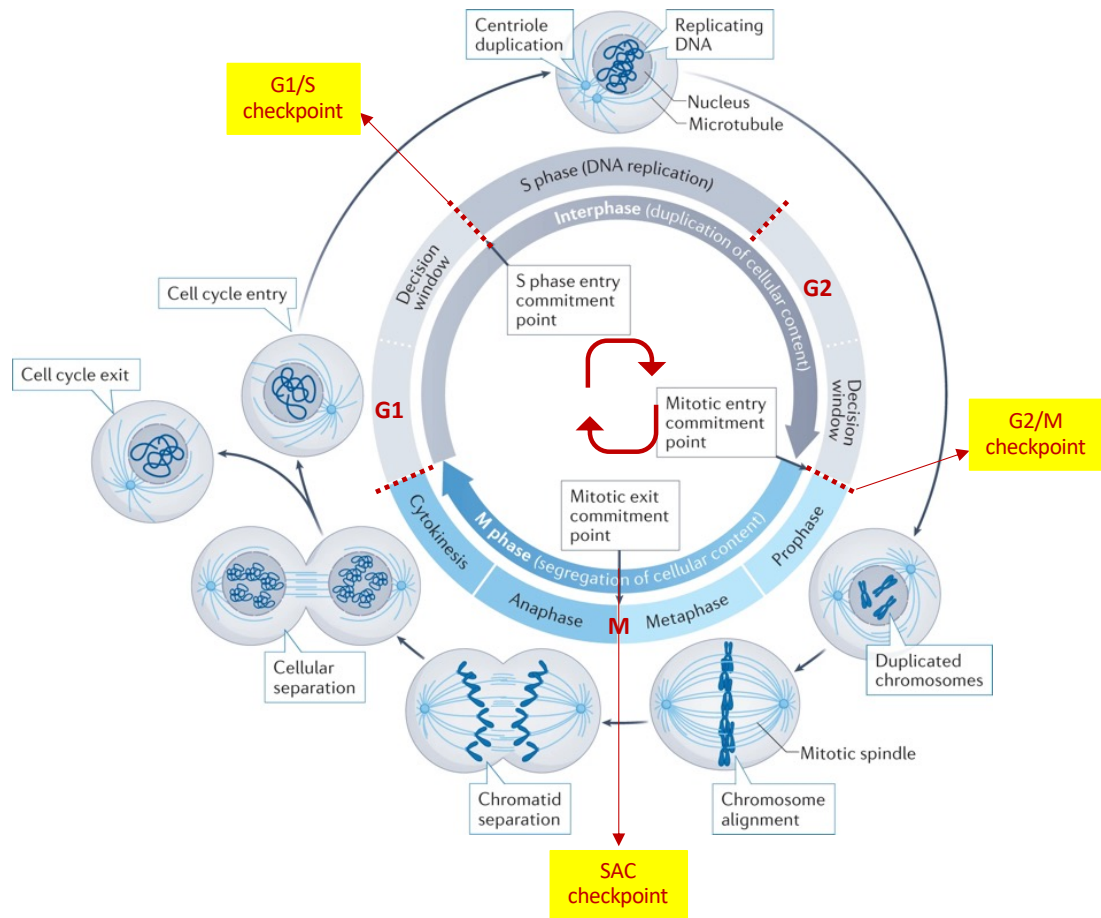 Centriole
duplication
Replicating
DNA
Nucleus
Microtubule
G1/S
checkpoint
S phase (DNA replication)
Interphase (duplication of cellular content)
Decision
window
S phase entry
commitment
point
G2
Cell cycle entry
Cell cycle exit
G1
Mitotic entry
commitment
point
Decision
window
G2/M
checkpoint
Mitotic exit
commitment
point
M phase (segregation of cellular content)
Cytokinesis
Anaphase
M
Metaphase
Prophase
Cellular
separation
Duplicated
chromosomes
Mitotic spindle
Chromatid
separation
Chromosome
alignment
SAC
checkpoint